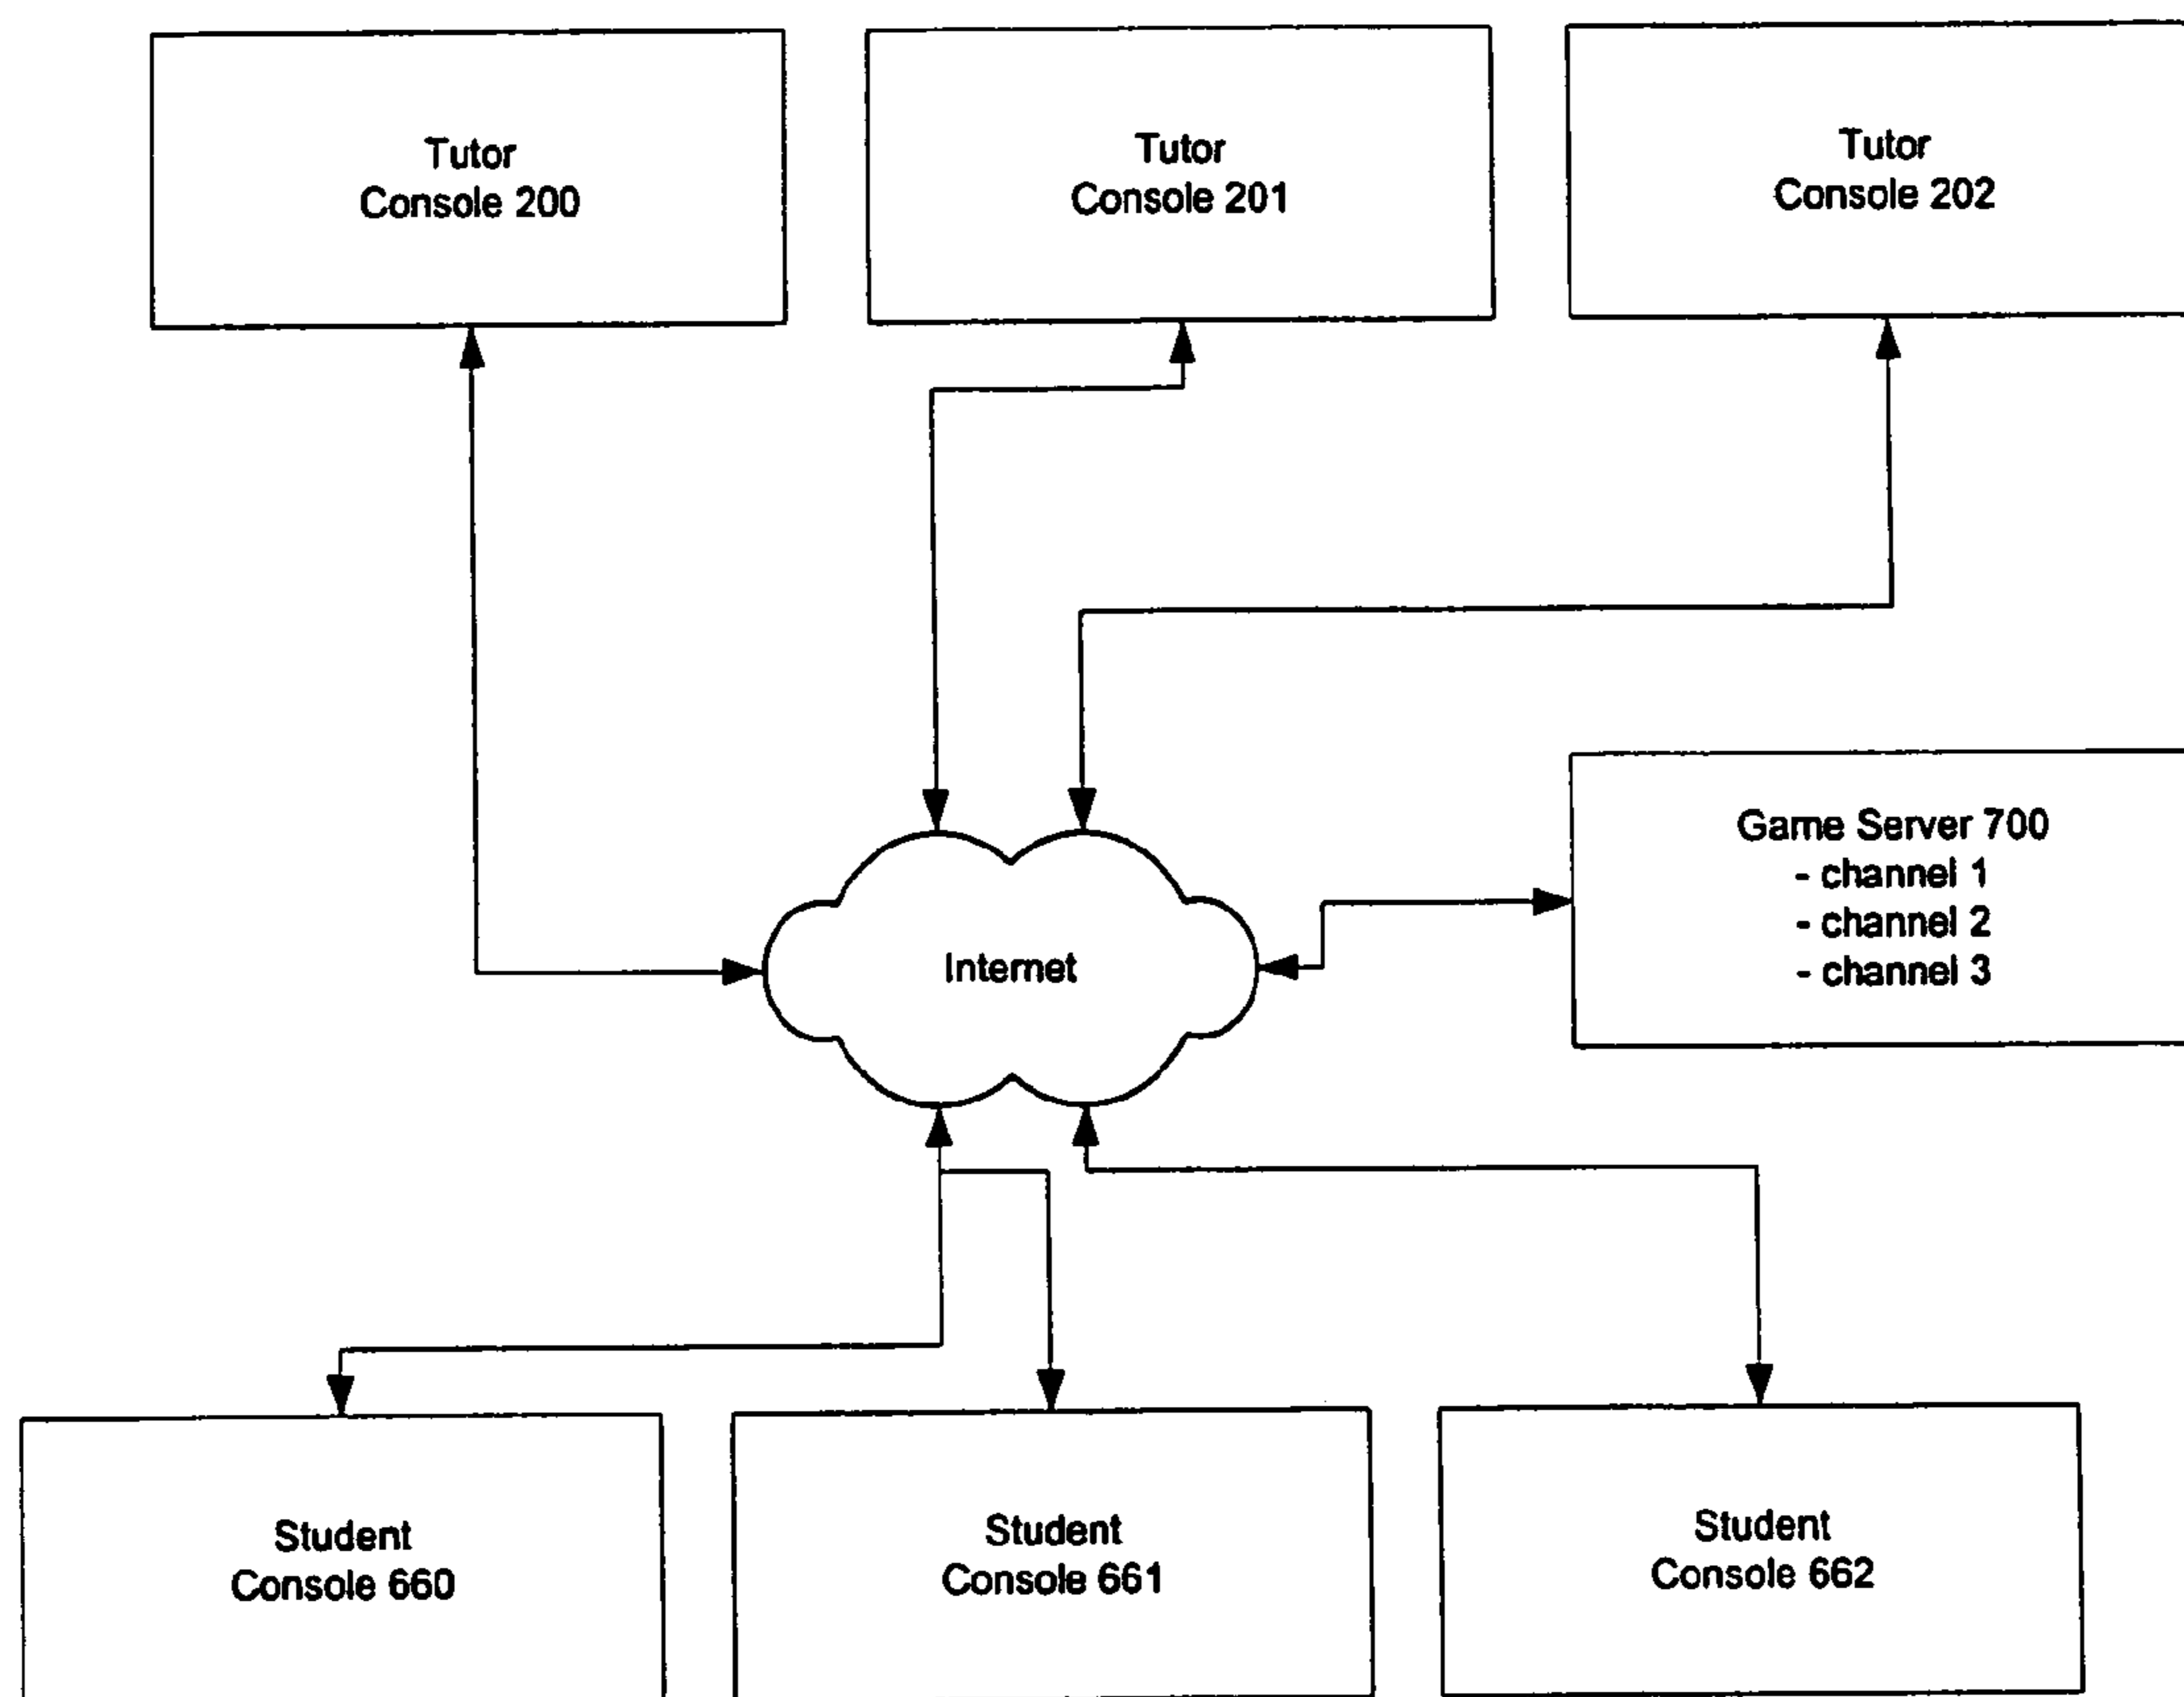 Tutor
Console 200
Tutor
Console 201
Tutor
Console 202
Game Server 700
- channel 1
- channel 2
- channel 3
Internet
Student
Console 660
Student
Console 661
Student
Console 662